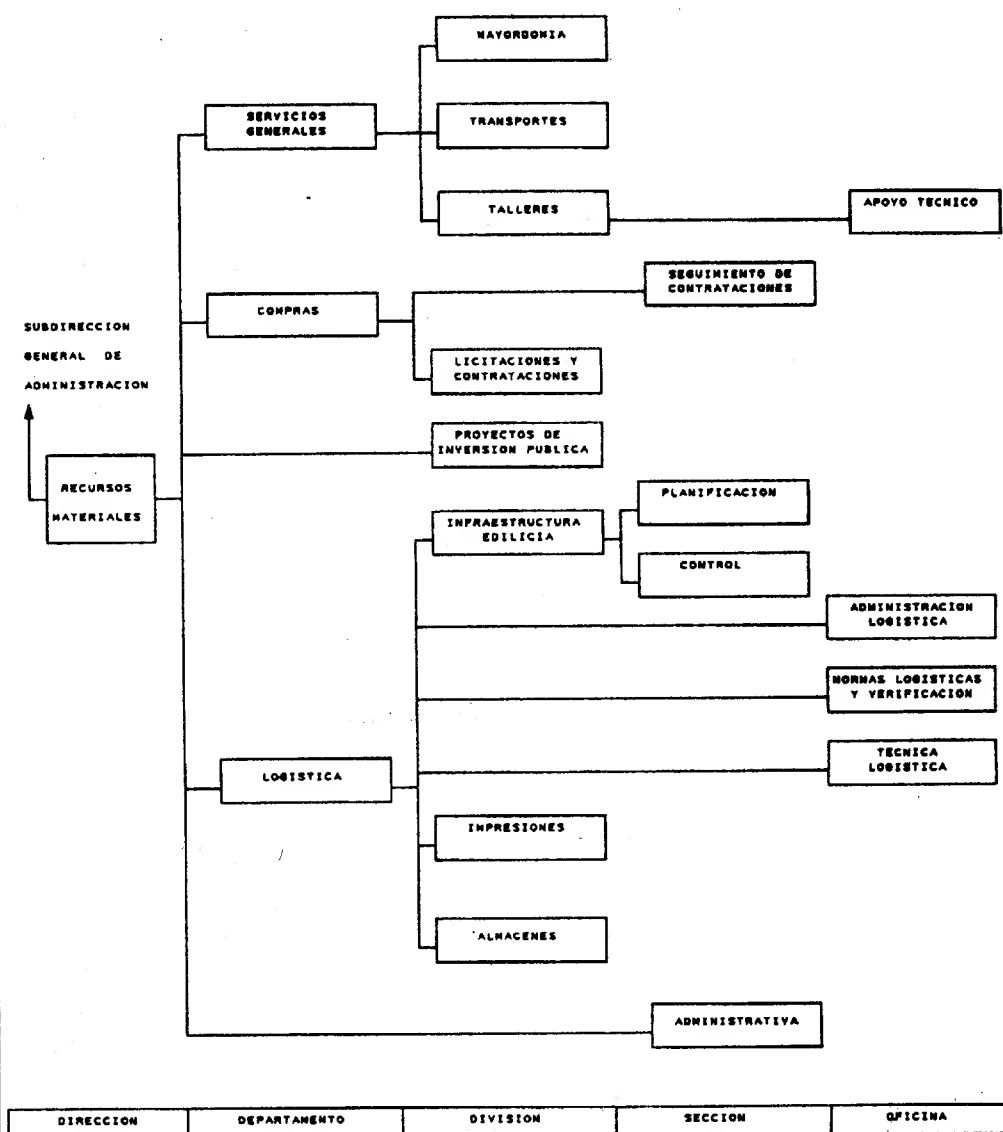 MAYORDOMIA
SERVICIOS
GENERALES
TRANSPORTES
TALLERES
APOYO TECNICO
SEGUIMIENTO DE
CONTRATACIONES
COMPRAS
LICITACIONES Y
CONTRATACIONES
SUBDIRECCION
GENERAL DE
ADMINISTRACION
PROYECTOS DE
INVERSION PUBLICA
RECURSOS
MATERIALES
PLANIFICACION
INFRAESTRUCTURA
EDILICIA
CONTROL
ADMINISTRACION
LOGISTICA
NORMAS LOGISTICAS
Y VERIFICACION
TECNICA
LOGISTICA
LOGISTICA
IMPRESIONES
ALMACENES
ADMINISTRATIVA
DIRECCION DEPARTAMENTO DIVISION SECCION OFICINA